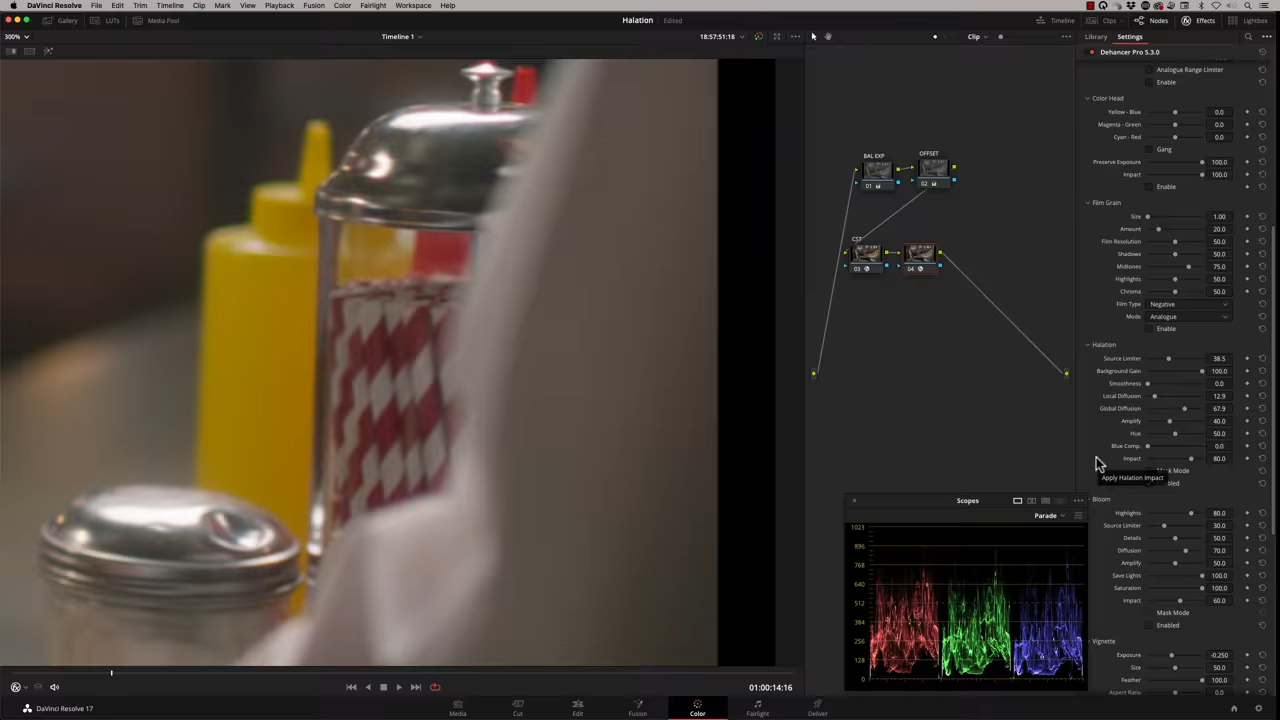 DaVinci Resolve File Edit Trim Timeline Clip Mark View Playback Fusion Color Fairlight Workspace Help
Gallery LUTs Media Pool Halation Edited Timeline Clips Nodes Effects Lightbox
300% Timeline 1 18:57:51:18 Clip Library Settings
Dehancer Pro 5.3.0
Analogue Range Limiter
Enable
Color Head
Yellow - Blue 0.0
Magenta - Green 0.0
Cyan - Red 0.0
Gang
Preserve Exposure 100.0
Impact 100.0
Enable
BAL EXP OFFSET
01 02
CST
03 04
Film Grain
Size 1.00
Amount 20.0
Film Resolution 50.0
Shadows 50.0
Midtones 75.0
Highlights 50.0
Chroma 50.0
Film Type Negative
Mode Analogue
Enable
Halation
Source Limiter 38.5
Background Gain 100.0
Smoothness 0.0
Local Diffusion 12.9
Global Diffusion 67.9
Amplify 40.0
Hue 50.0
Blue Comp. 0.0
Impact 80.0
Mask Mode
Apply Halation Impact
Bloom
Highlights 80.0
Source Limiter 30.0
Details 50.0
Diffusion 70.0
Amplify 50.0
Save Lights 100.0
Saturation 100.0
Impact 60.0
Mask Mode
Enabled
Vignette
Exposure -0.250
Size 50.0
Feather 100.0
Aspect Ratio 0.0
Scopes
Parade
1023
896
768
640
512
384
256
128
0
01:00:14:16
DaVinci Resolve 17 Media Cut Edit Fusion Color Fairlight Deliver